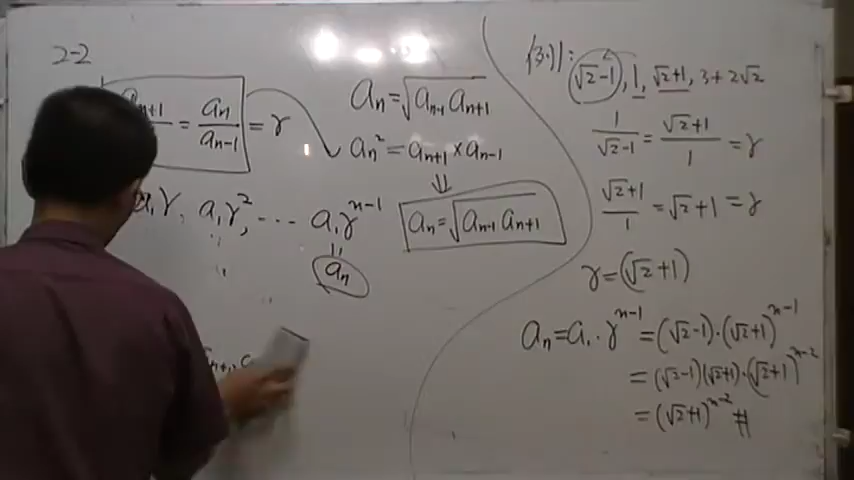 2-2
aₙ₊₁ = aₙ/aₙ₋₁ = r
a₁r, a₁r², ⋯ a₁rⁿ⁻¹
"
aₙ
aₙ = √(aₙ₋₁ aₙ₊₁)
aₙ² = aₙ₊₁ × aₙ₋₁
⇓
aₙ = √(aₙ₋₁ aₙ₊₁)
√2-1, 1, √2+1, 3+2√2
1/(√2-1) = (√2+1)/1 = r
(√2+1)/1 = √2+1 = r
r = (√2+1)
aₙ = a₁·rⁿ⁻¹ = (√2-1)·(√2+1)ⁿ⁻¹
= (√2-1)(√2+1)·(√2+1)ⁿ⁻²
= (√2+1)ⁿ⁻² #